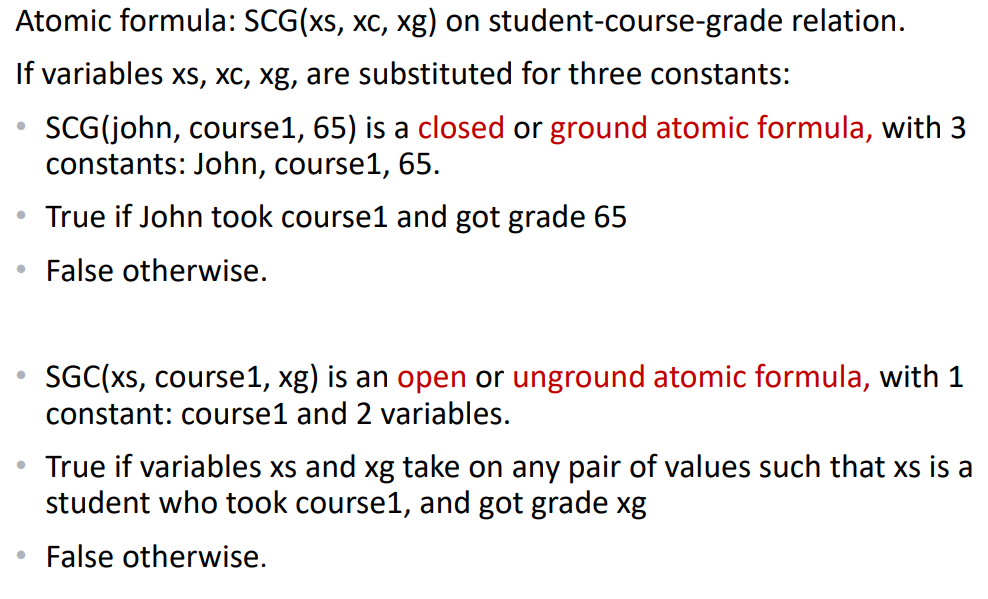 Atomic formula: SCG(xs, xc, xg) on student-course-grade relation.
If variables xs, xc, xg, are substituted for three constants:
• SCG(john, course1, 65) is a closed or ground atomic formula, with 3
constants: John, course1, 65.
• True if John took course1 and got grade 65
• False otherwise.
• SGC(xs, course1, xg) is an open or unground atomic formula, with 1
constant: course1 and 2 variables.
• True if variables xs and xg take on any pair of values such that xs is a
student who took course1, and got grade xg
• False otherwise.